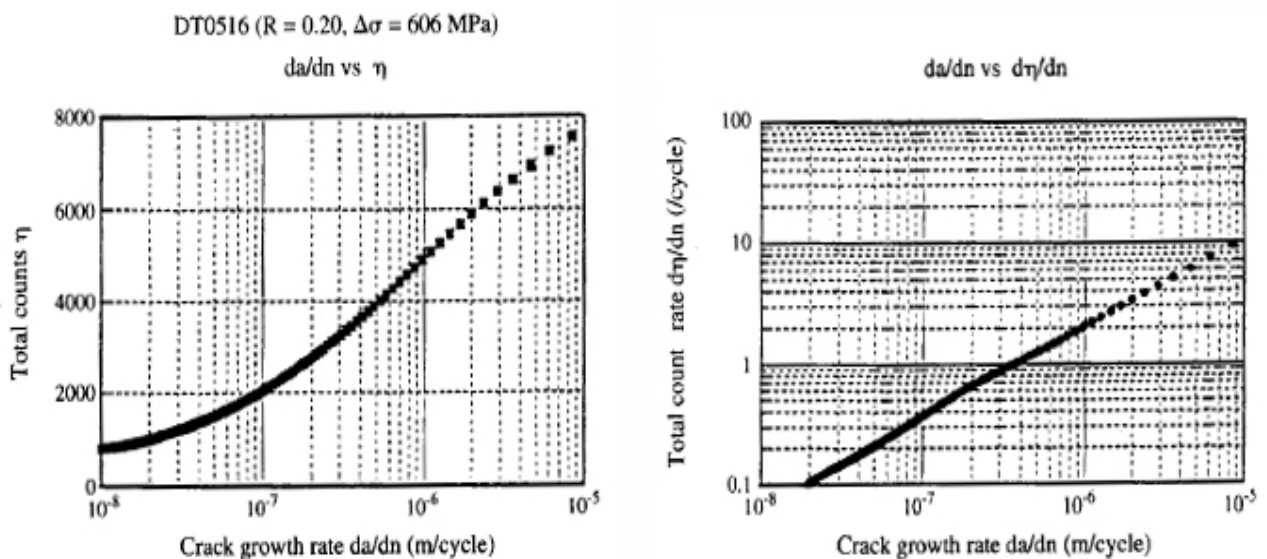 DT0516 (R = 0.20, Δσ = 606 MPa)
da/dn vs η
Total counts η
8000
6000
4000
2000
0
10⁻⁸
10⁻⁷
10⁻⁶
10⁻⁵
Crack growth rate da/dn (m/cycle)
da/dn vs dη/dn
Total count rate dη/dn (/cycle)
100
10
1
0.1
10⁻⁸
10⁻⁷
10⁻⁶
10⁻⁵
Crack growth rate da/dn (m/cycle)